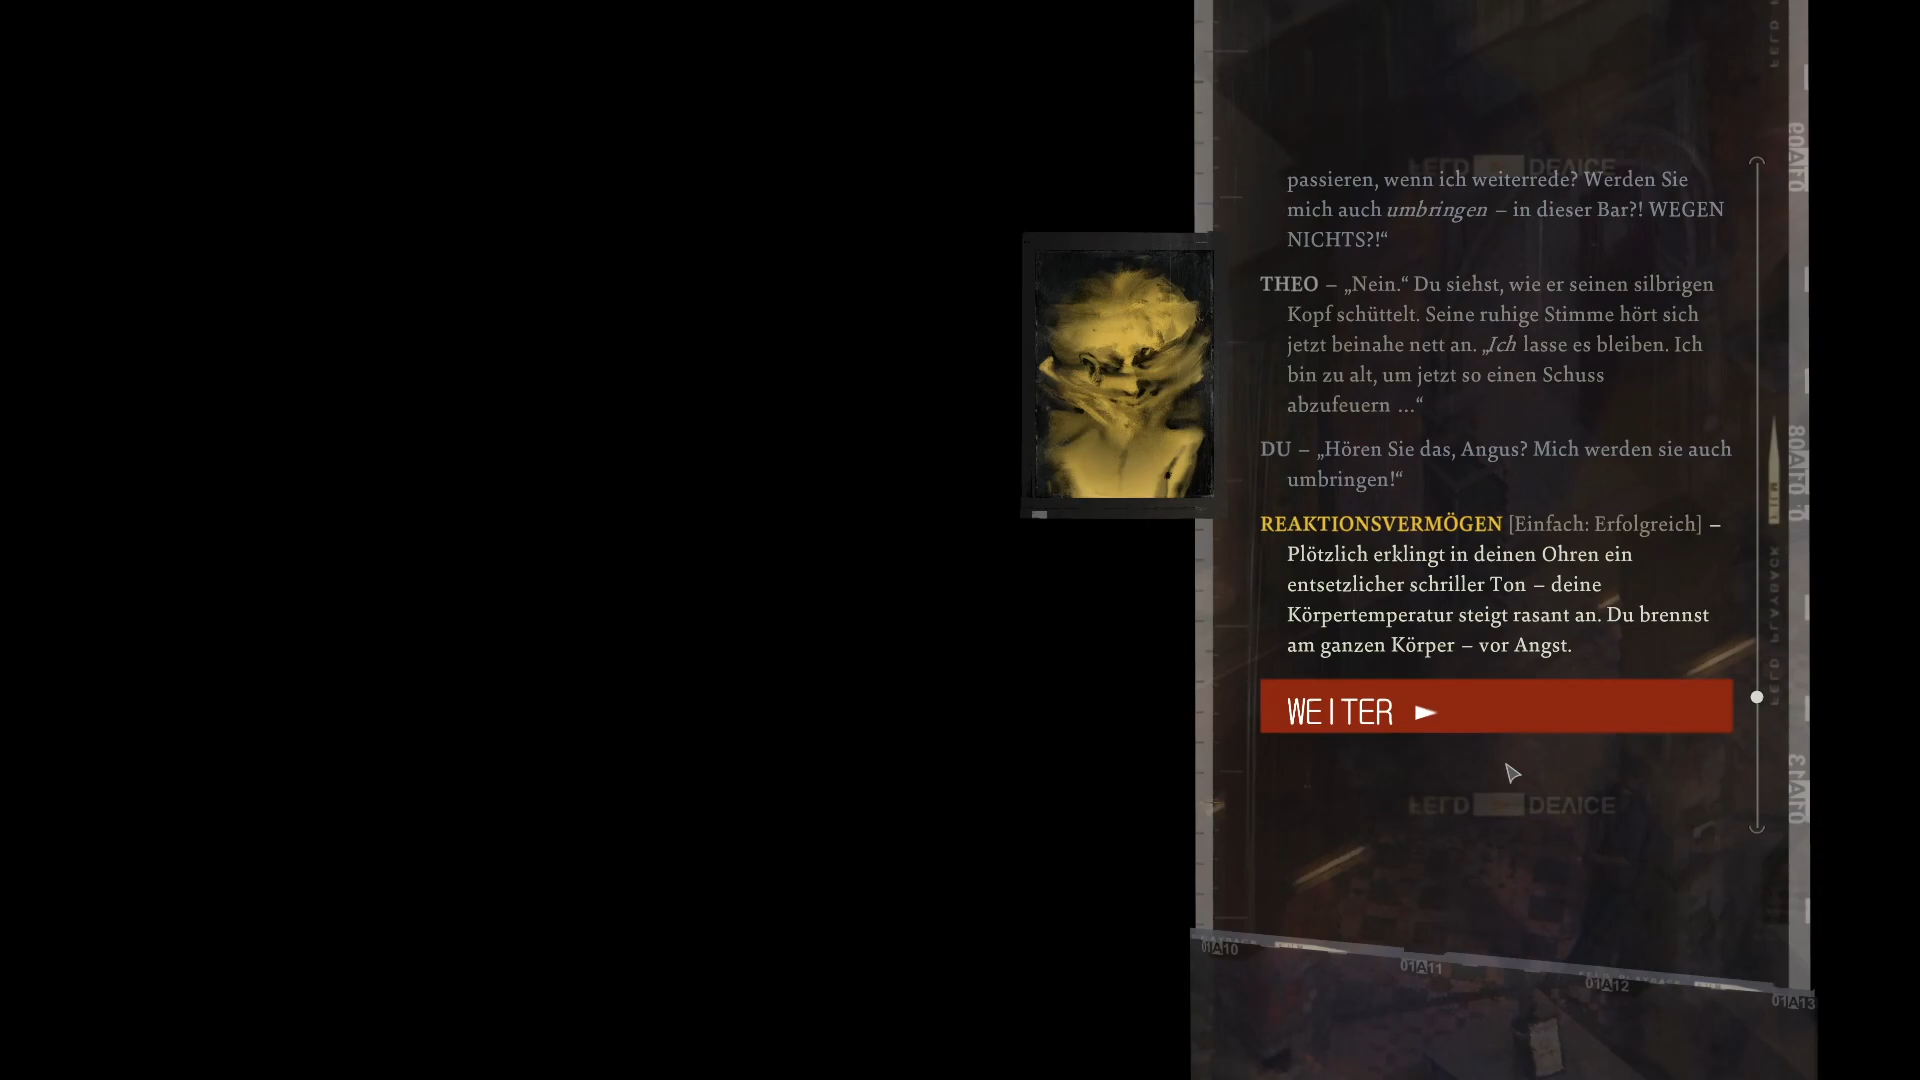 passieren, wenn ich weiterrede? Werden Sie
mich auch umbringen – in dieser Bar?! WEGEN
NICHTS?!“
THEO – „Nein.“ Du siehst, wie er seinen silbrigen
Kopf schüttelt. Seine ruhige Stimme hört sich
jetzt beinahe nett an. „Ich lasse es bleiben. Ich
bin zu alt, um jetzt so einen Schuss
abzufeuern ...“
DU – „Hören Sie das, Angus? Mich werden sie auch
umbringen!“
REAKTIONSVERMÖGEN [Einfach: Erfolgreich] –
Plötzlich erklingt in deinen Ohren ein
entsetzlicher schriller Ton – deine
Körpertemperatur steigt rasant an. Du brennst
am ganzen Körper – vor Angst.
WEITER ►
01A10
01A11
01A12
01A13